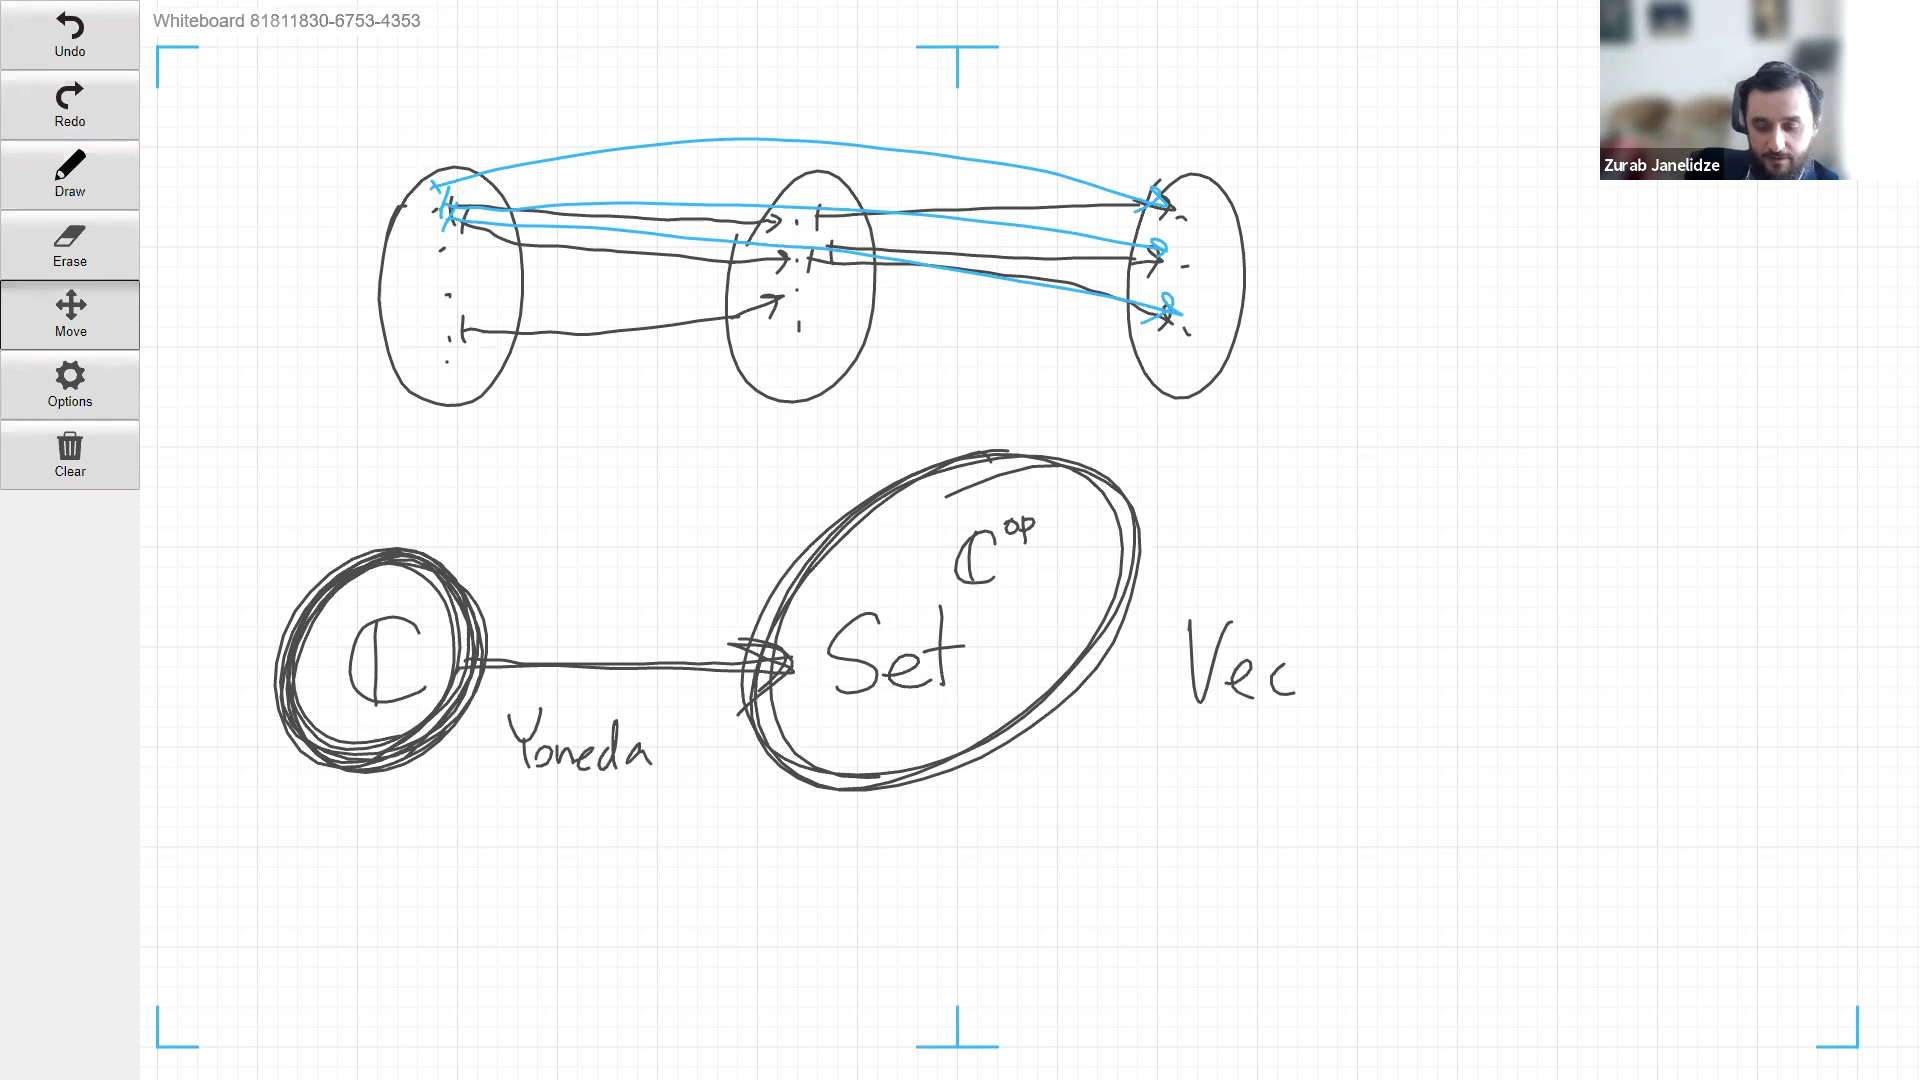 Whiteboard 81811830-6753-4353
Undo
Redo
Draw
Erase
Move
Options
Clear
Zurab Janelidze
ℂ
Yoneda
Set
ℂ^op
Vec